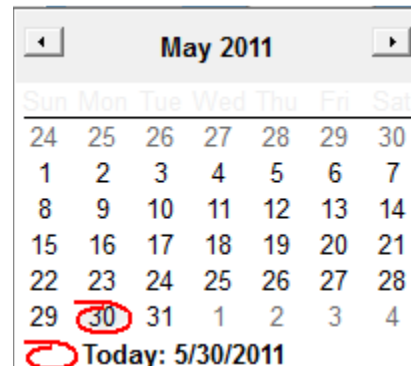 May 2011
Sun Mon Tue Wed Thu Fri Sat
24 25 26 27 28 29 30
1 2 3 4 5 6 7
8 9 10 11 12 13 14
15 16 17 18 19 20 21
22 23 24 25 26 27 28
29 30 31 1 2 3 4
Today: 5/30/2011